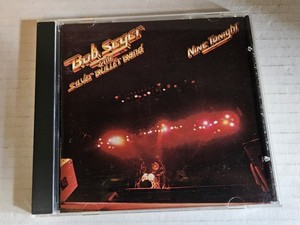 Bob Seger
and the
SILVER BULLET BAND
Nine Tonight